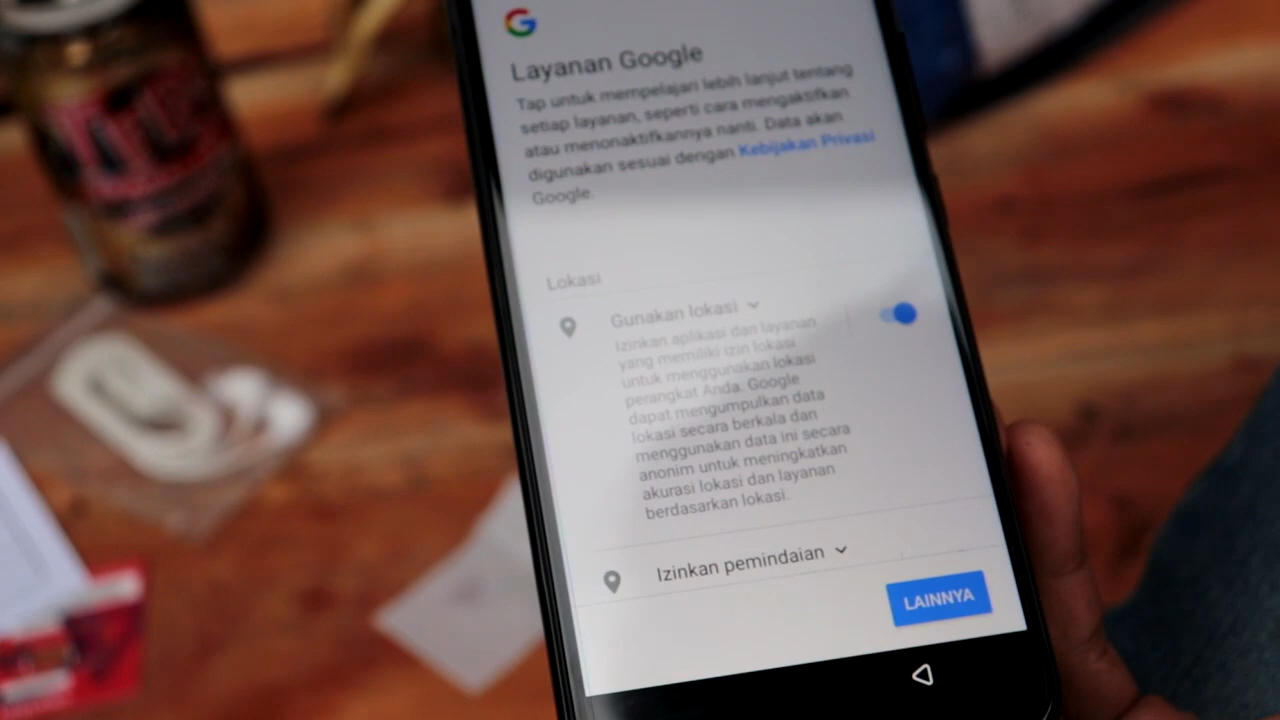 Layanan Google
Tap untuk mempelajari lebih lanjut tentang
setiap layanan, seperti cara mengaktifkan
atau menonaktifkannya nanti. Data akan
digunakan sesuai dengan Kebijakan Privasi
Google.
Lokasi
Gunakan lokasi
Izinkan aplikasi dan layanan
yang memiliki izin lokasi
untuk menggunakan lokasi
perangkat Anda. Google
dapat mengumpulkan data
lokasi secara berkala dan
menggunakan data ini secara
anonim untuk meningkatkan
akurasi lokasi dan layanan
berdasarkan lokasi.
Izinkan pemindaian
LAINNYA